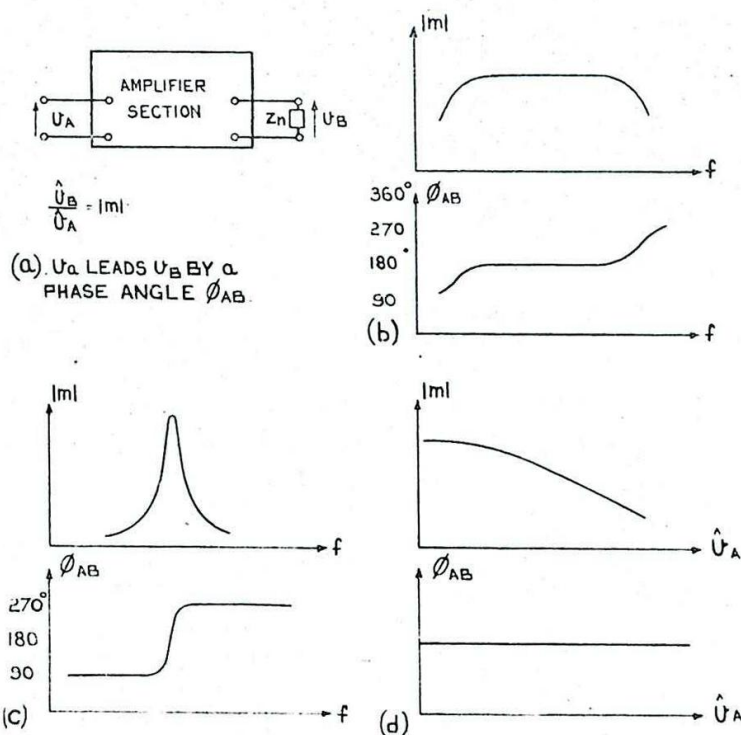 AMPLIFIER
SECTION
υA
Zn
υB
υ̂B
υ̂A
= |m|
(a). υa LEADS υB BY a
PHASE ANGLE ØAB.
|m|
f
360° ØAB
270
180
90
(b)
f
|m|
f
ØAB
270°
180
90
(c)
f
|m|
υ̂A
ØAB
(d)
υ̂A